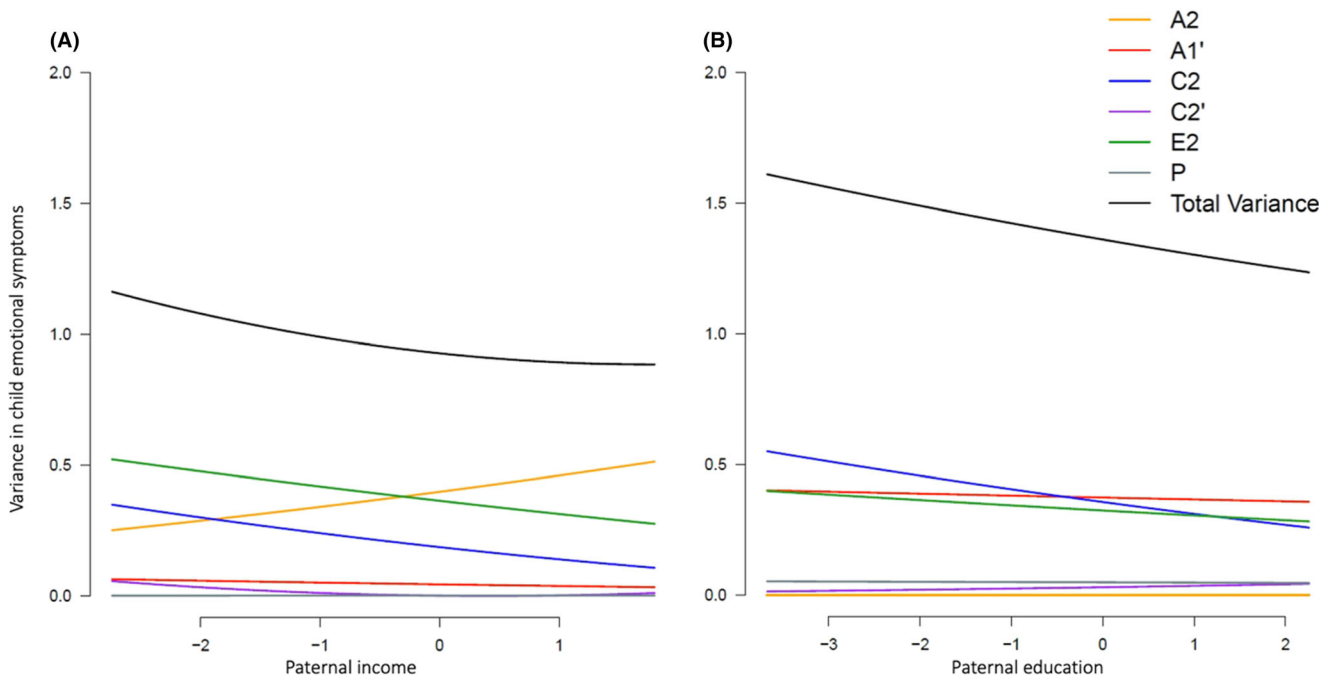 (A)
2.0
1.5
1.0
0.5
0.0
−2
−1
0
1
Paternal income
Variance in child emotional symptoms
(B)
2.0
1.5
1.0
0.5
0.0
−3
−2
−1
0
1
2
Paternal education
A2
A1'
C2
C2'
E2
P
Total Variance